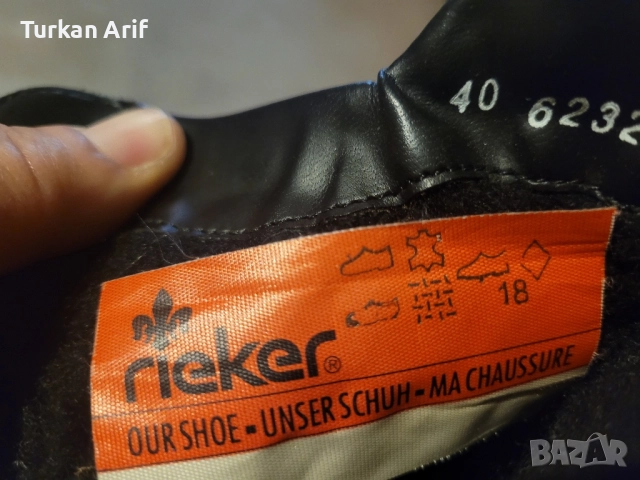 Turkan Arif
40 6232
18
rieker®
OUR SHOE - UNSER SCHUH - MA CHAUSSURE
BAZAR